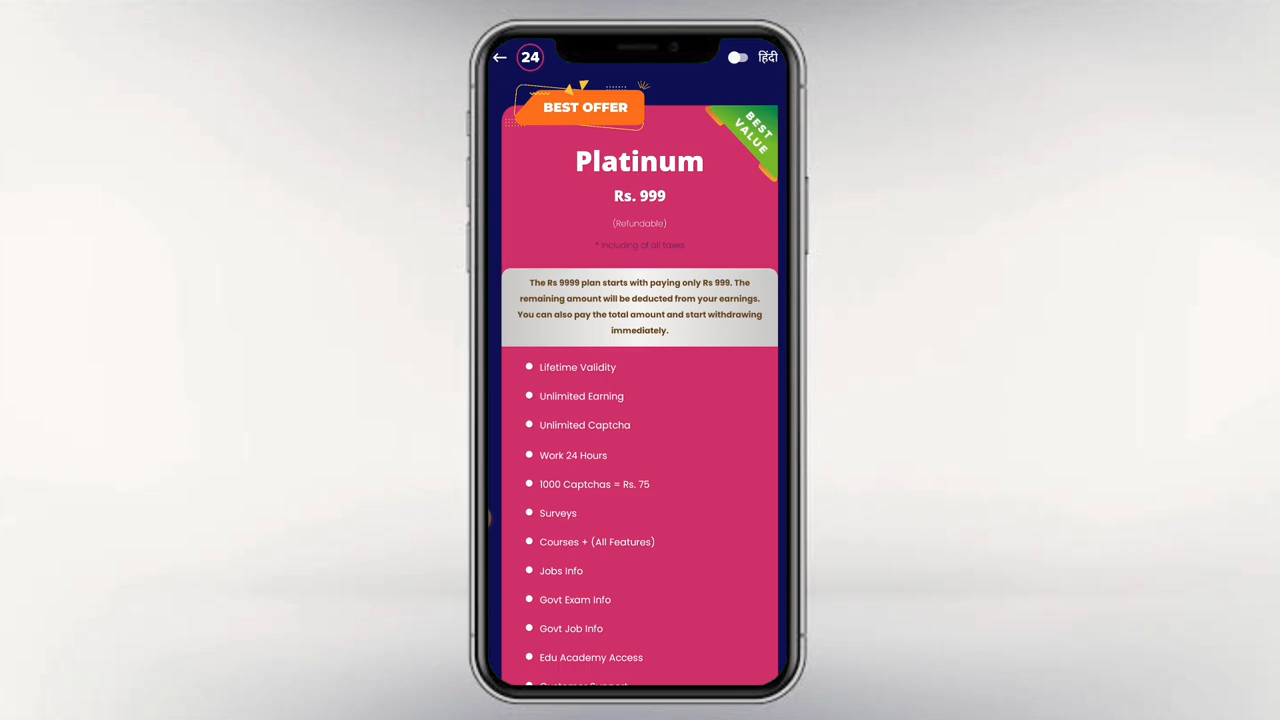 24
हिंदी
BEST OFFER
BEST
VALUE
Platinum
Rs. 999
(Refundable)
* Including of all taxes
The Rs 9999 plan starts with paying only Rs 999. The
remaining amount will be deducted from your earnings.
You can also pay the total amount and start withdrawing
immediately.
Lifetime Validity
Unlimited Earning
Unlimited Captcha
Work 24 Hours
1000 Captchas = Rs. 75
Surveys
Courses + (All Features)
Jobs Info
Govt Exam Info
Govt Job Info
Edu Academy Access